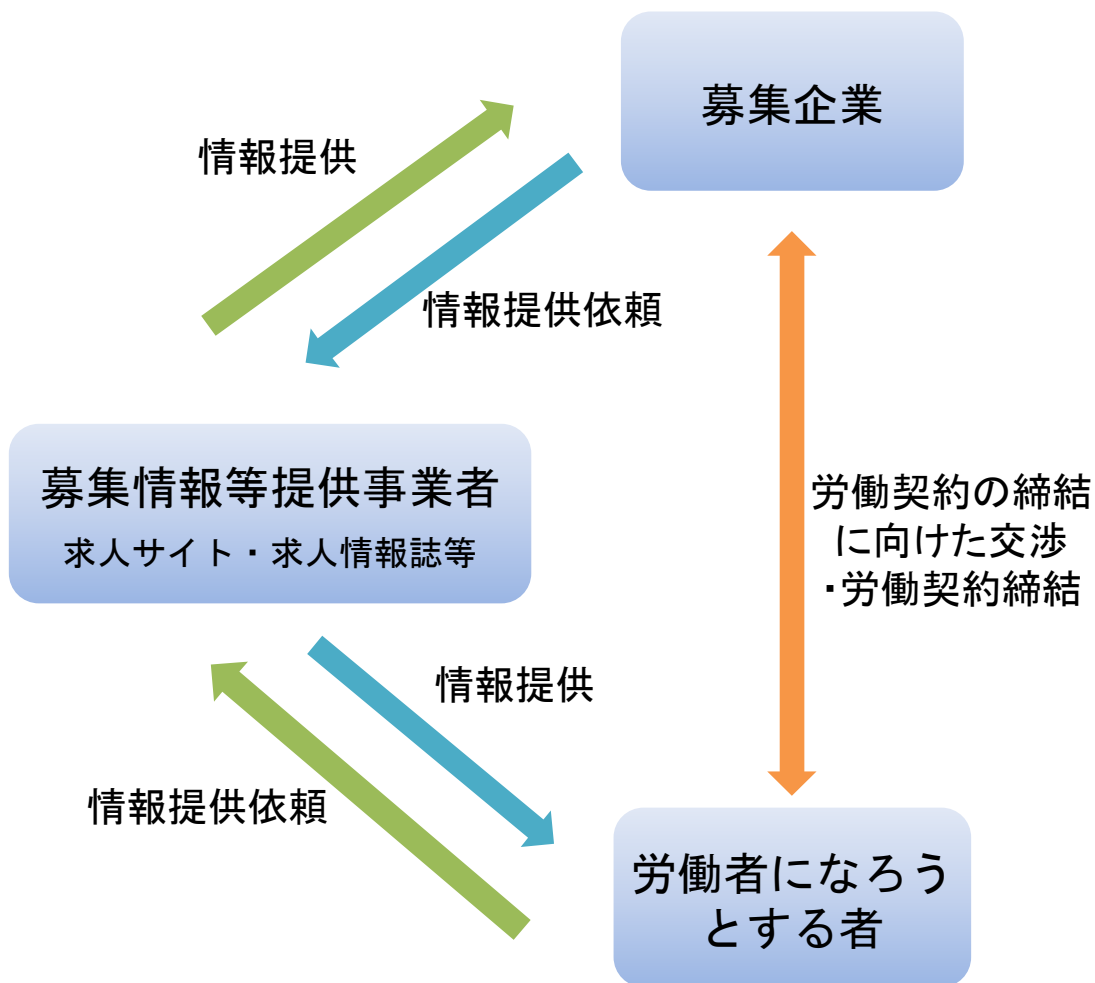 募集企業
情報提供
情報提供依頼
募集情報等提供事業者
求人サイト・求人情報誌等
労働契約の締結
に向けた交渉
・労働契約締結
情報提供
情報提供依頼
労働者になろう
とする者